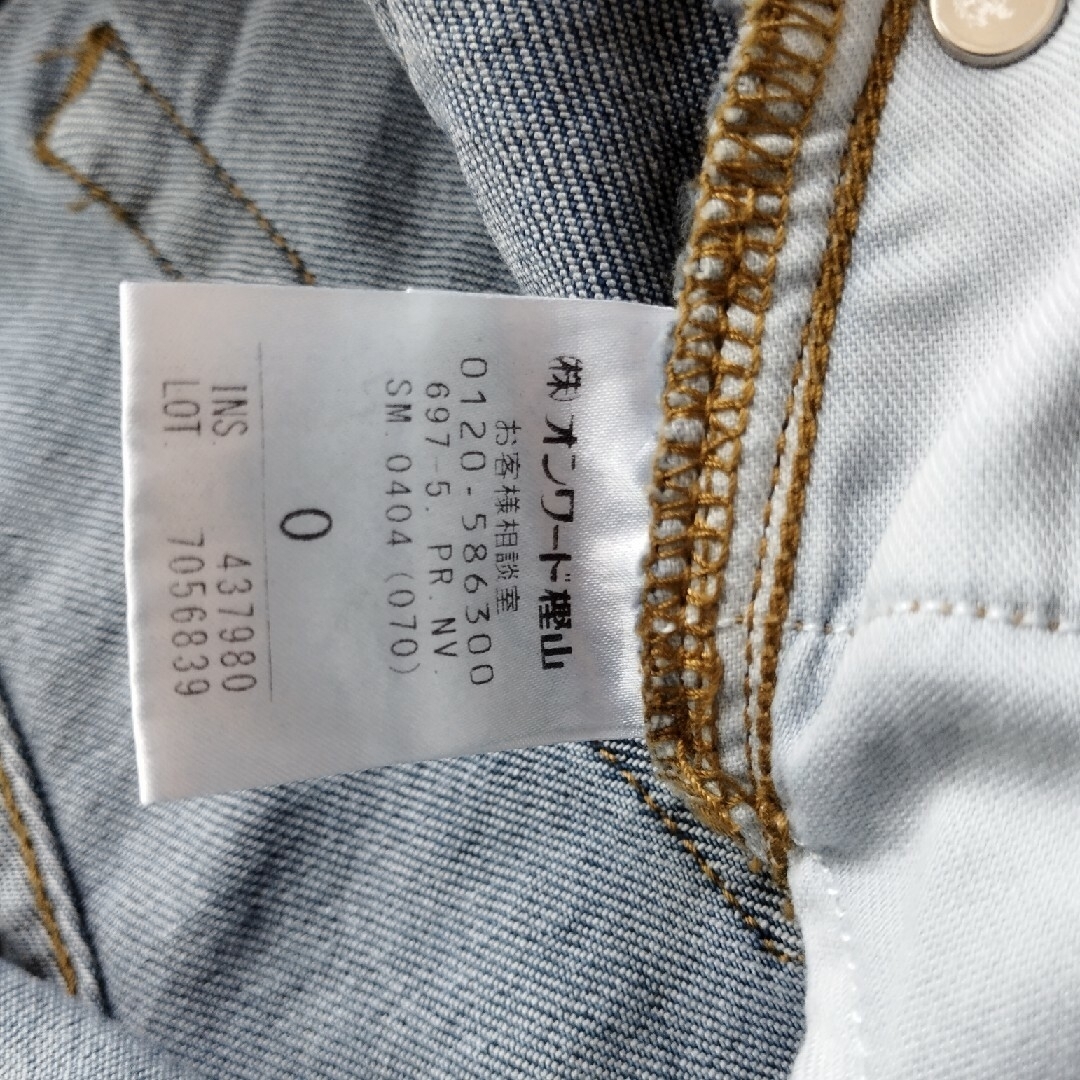 ㈱オンワード樫山
お客様相談室
0120-586300
697-5. PR. NV.
SM. 0404 (070)
0
INS. 437980
LOT. 7056839